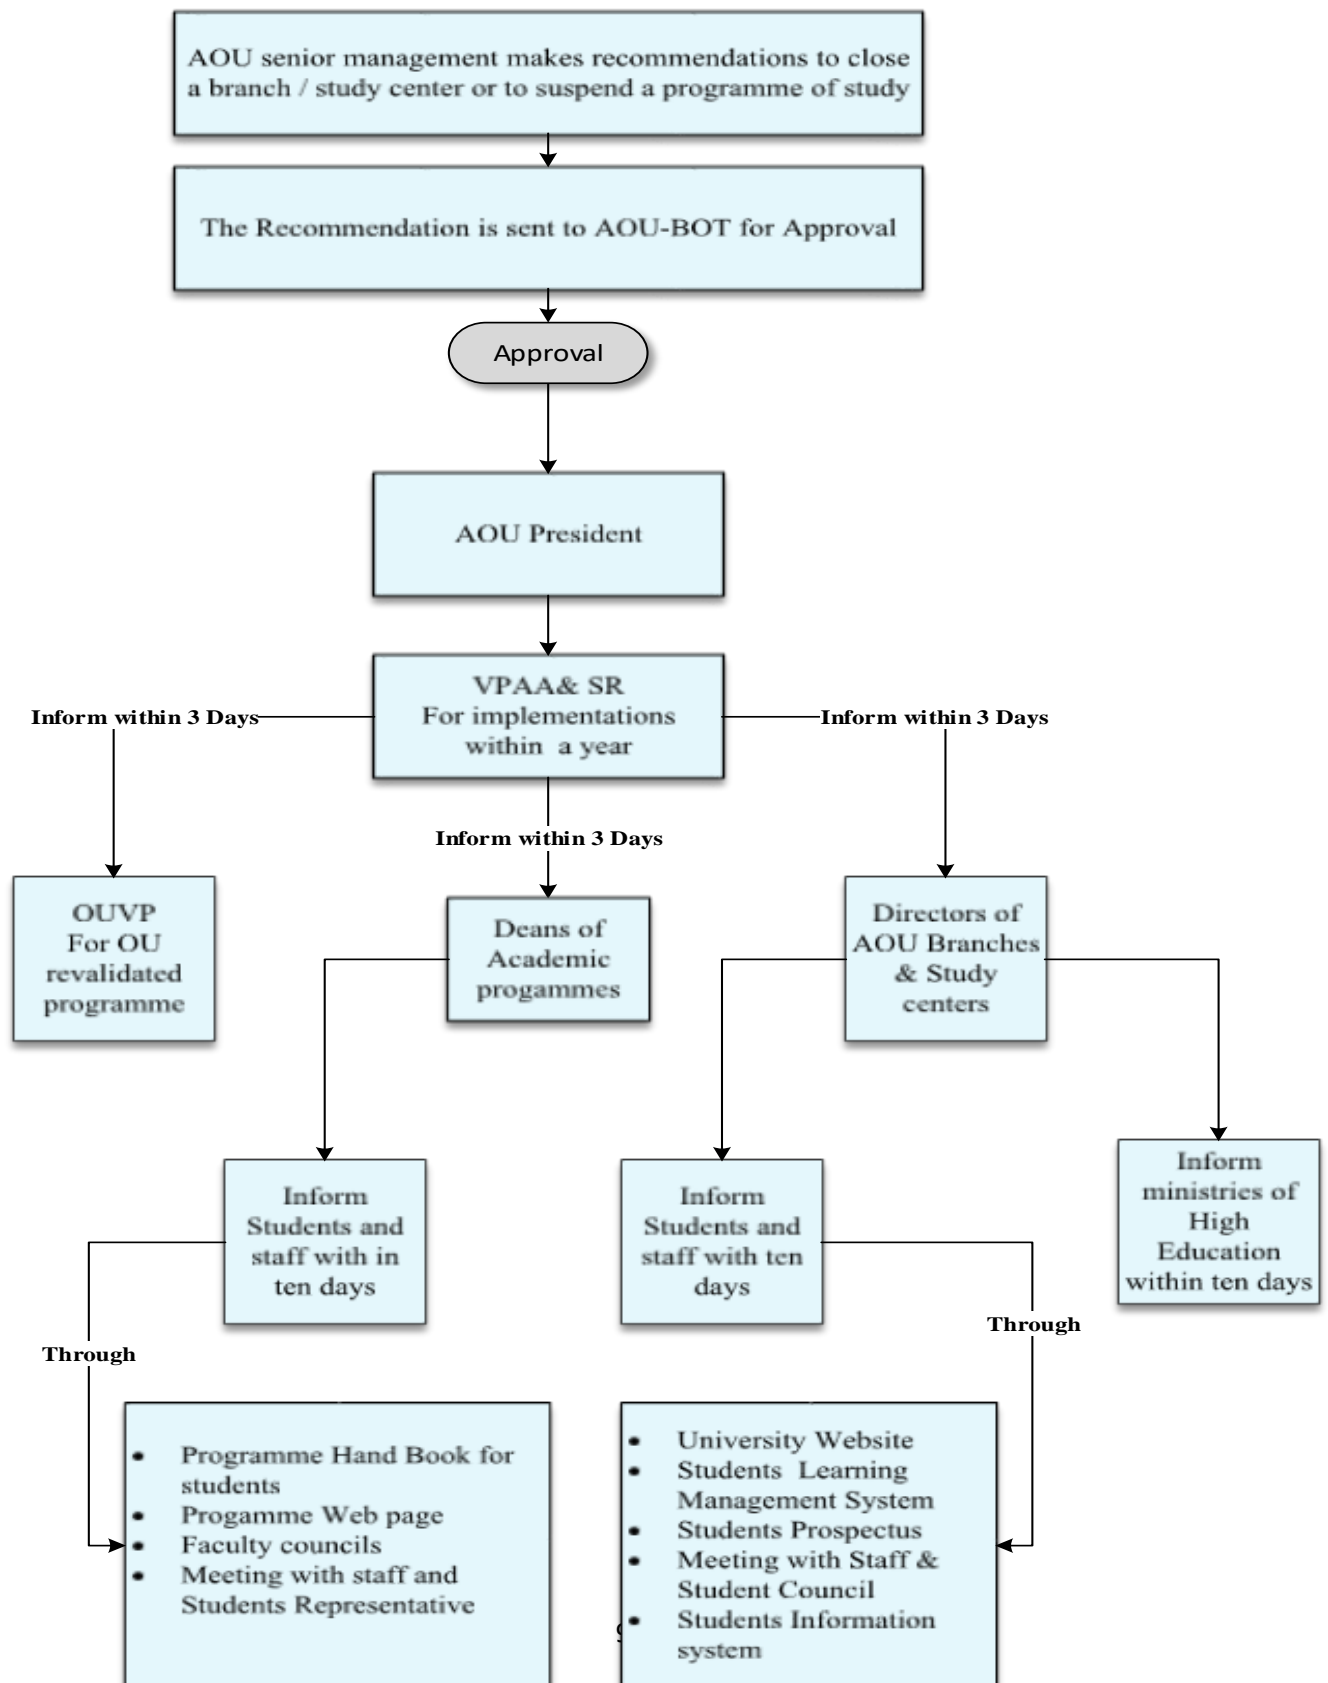 AOU senior management makes recommendations to close
a branch / study center or to suspend a programme of study
The Recommendation is sent to AOU-BOT for Approval
Approval
AOU President
VPAA& SR
For implementations
within a year
Inform within 3 Days
Inform within 3 Days
Inform within 3 Days
OUVP
For OU
revalidated
programme
Deans of
Academic
progammes
Directors of
AOU Branches
& Study
centers
Inform
Students and
staff with in
ten days
Inform
Students and
staff with ten
days
Inform
ministries of
High
Education
within ten days
Through
Through
• Programme Hand Book for
students
• Progamme Web page
• Faculty councils
• Meeting with staff and
Students Representative
• University Website
• Students Learning
Management System
• Students Prospectus
• Meeting with Staff &
Student Council
• Students Information
system